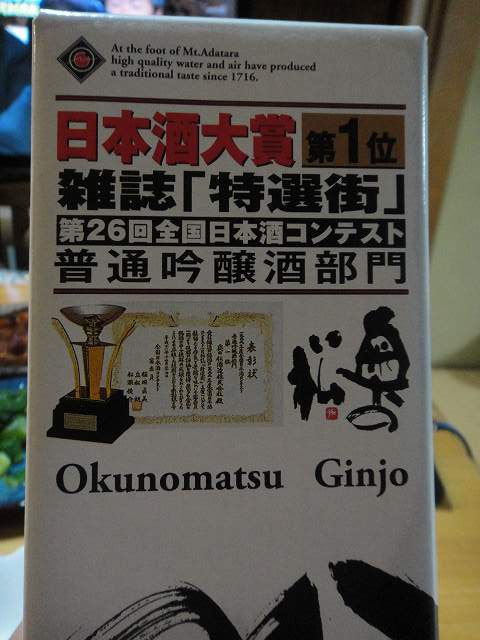 At the foot of Mt.Adatara
high quality water and air have produced
a traditional taste since 1716.
日本酒大賞 第1位
雑誌「特選街」
第26回全国日本酒コンテスト
普通吟醸酒部門
表彰状
奥の松
Okunomatsu Ginjo